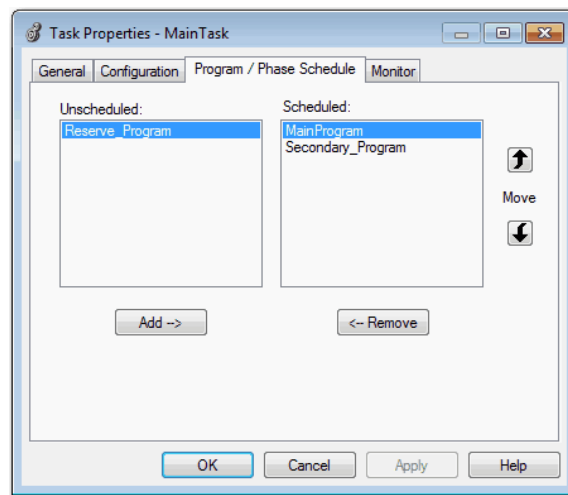 Task Properties - MainTask
General Configuration Program / Phase Schedule Monitor
Unscheduled: Scheduled:
Reserve_Program MainProgram
Secondary_Program
Move
Add --> <-- Remove
OK Cancel Apply Help